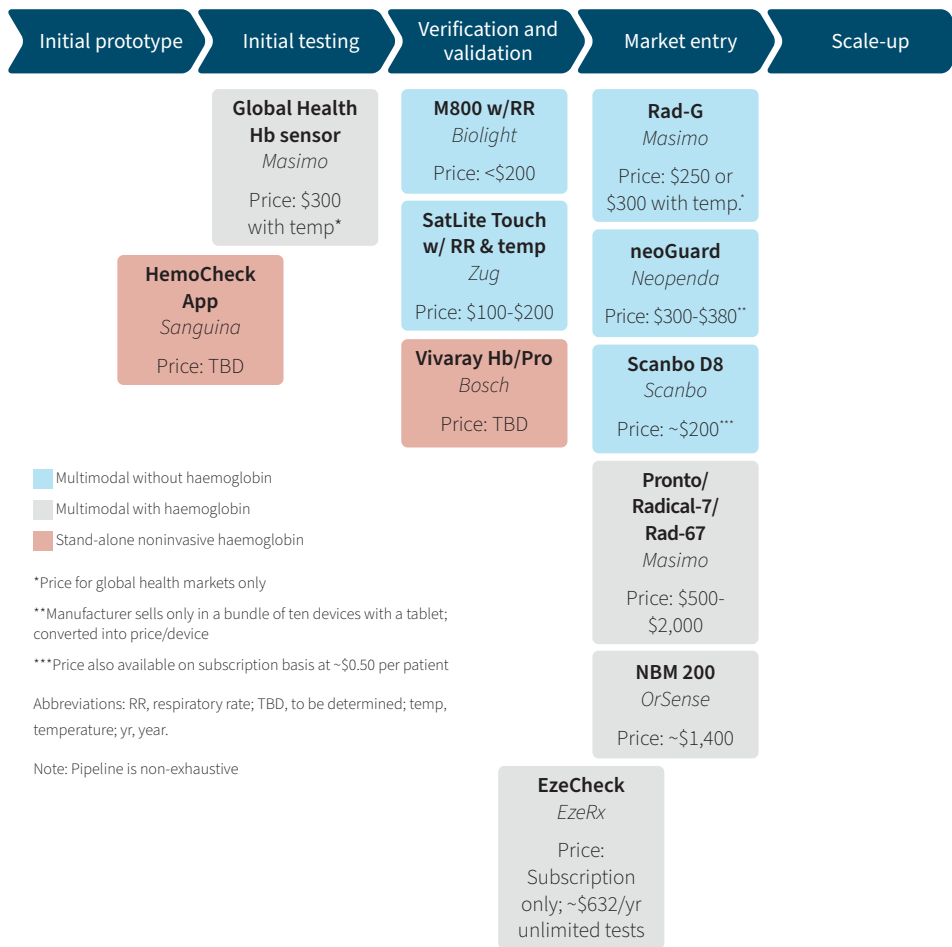 Initial prototype
Initial testing
Verification and
validation
Market entry
Scale-up
Global Health
Hb sensor
Masimo
Price: $300
with temp*
HemoCheck
App
Sanguina
Price: TBD
M800 w/RR
Biolight
Price: <$200
SatLite Touch
w/ RR & temp
Zug
Price: $100-$200
Vivaray Hb/Pro
Bosch
Price: TBD
Rad-G
Masimo
Price: $250 or
$300 with temp.*
neoGuard
Neopenda
Price: $300-$380**
Scanbo D8
Scanbo
Price: ~$200***
Pronto/
Radical-7/
Rad-67
Masimo
Price: $500-
$2,000
NBM 200
OrSense
Price: ~$1,400
EzeCheck
EzeRx
Price:
Subscription
only; ~$632/yr
unlimited tests
Multimodal without haemoglobin
Multimodal with haemoglobin
Stand-alone noninvasive haemoglobin
*Price for global health markets only
**Manufacturer sells only in a bundle of ten devices with a tablet;
converted into price/device
***Price also available on subscription basis at ~$0.50 per patient
Abbreviations: RR, respiratory rate; TBD, to be determined; temp,
temperature; yr, year.
Note: Pipeline is non-exhaustive